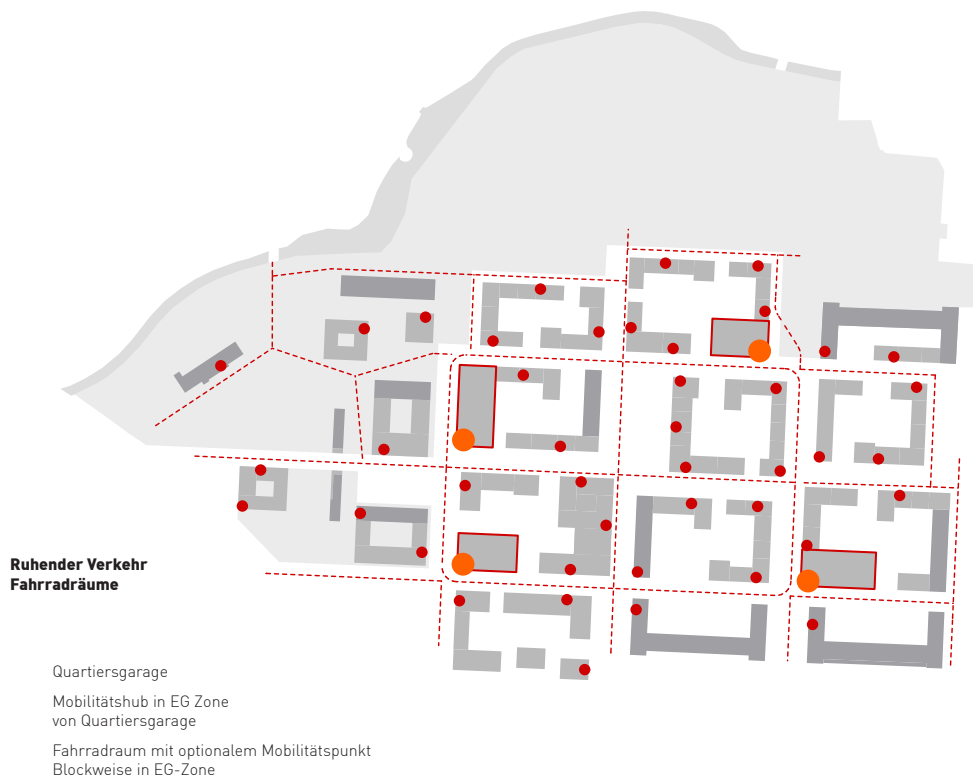 Ruhender Verkehr
Fahrradräume
Quartiersgarage
Mobilitätshub in EG Zone
von Quartiersgarage
Fahrradraum mit optionalem Mobilitätspunkt
Blockweise in EG-Zone